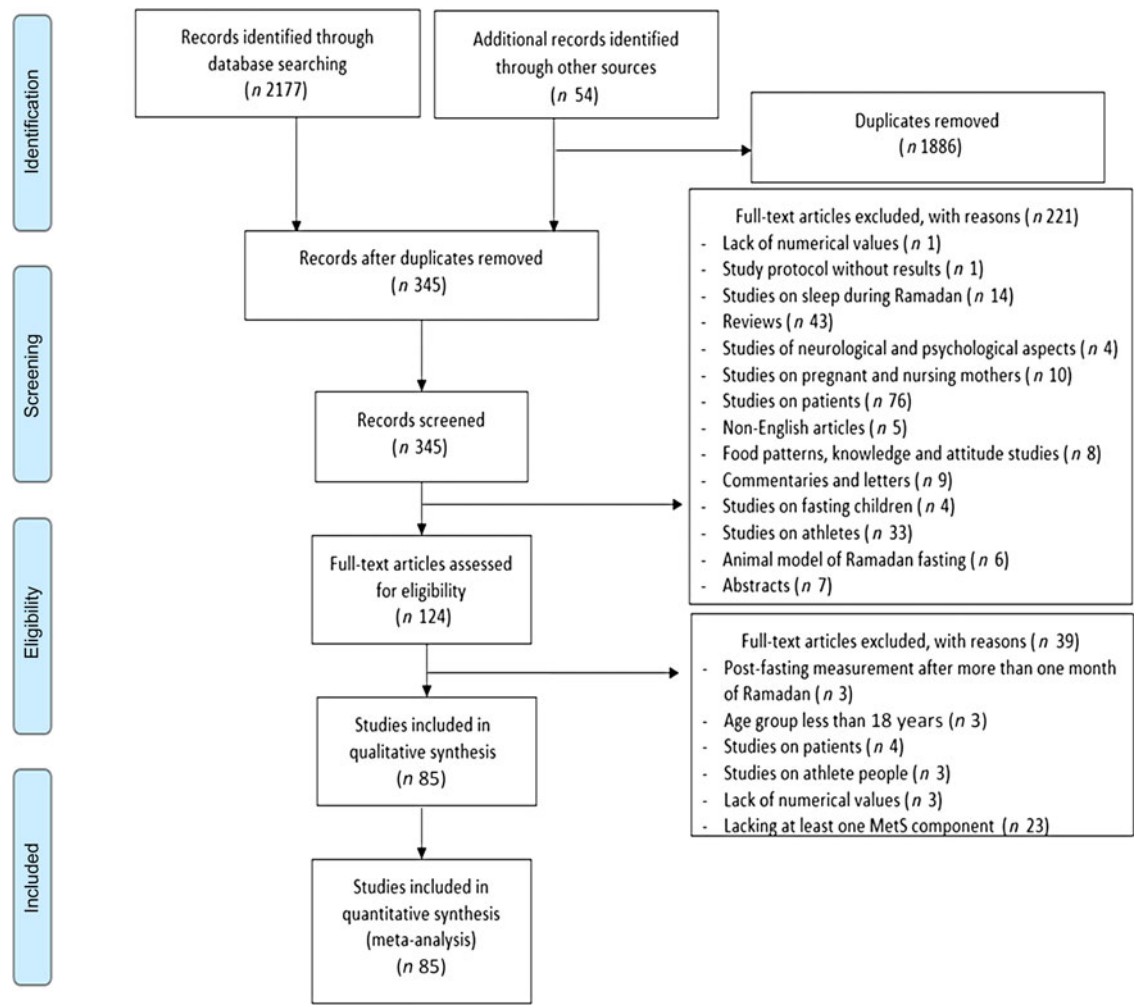 Identification
Records identified through
database searching
(n 2177)
Additional records identified
through other sources
(n 54)
Duplicates removed
(n 1886)
Records after duplicates removed
(n 345)
Screening
Records screened
(n 345)
Full-text articles excluded, with reasons (n 221)
- Lack of numerical values (n 1)
- Study protocol without results (n 1)
- Studies on sleep during Ramadan (n 14)
- Reviews (n 43)
- Studies of neurological and psychological aspects (n 4)
- Studies on pregnant and nursing mothers (n 10)
- Studies on patients (n 76)
- Non-English articles (n 5)
- Food patterns, knowledge and attitude studies (n 8)
- Commentaries and letters (n 9)
- Studies on fasting children (n 4)
- Studies on athletes (n 33)
- Animal model of Ramadan fasting (n 6)
- Abstracts (n 7)
Eligibility
Full-text articles assessed
for eligibility
(n 124)
Full-text articles excluded, with reasons (n 39)
- Post-fasting measurement after more than one month
of Ramadan (n 3)
- Age group less than 18 years (n 3)
- Studies on patients (n 4)
- Studies on athlete people (n 3)
- Lack of numerical values (n 3)
- Lacking at least one MetS component (n 23)
Studies included in
qualitative synthesis
(n 85)
Included
Studies included in
quantitative synthesis
(meta-analysis)
(n 85)